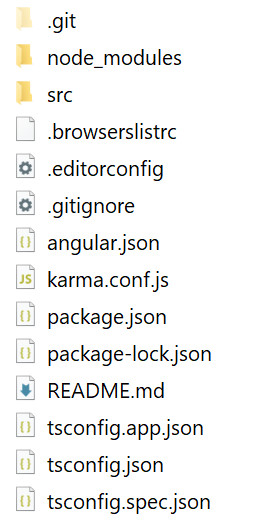 .git
node_modules
src
.browserslistrc
.editorconfig
.gitignore
angular.json
karma.conf.js
package.json
package-lock.json
README.md
tsconfig.app.json
tsconfig.json
tsconfig.spec.json